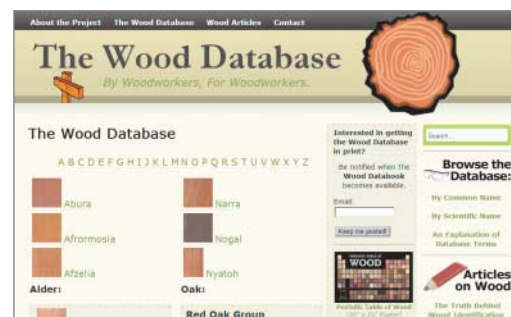 About the Project The Wood Database Wood Articles Contact
The Wood Database
By Woodworkers, For Woodworkers.
The Wood Database
A B C D E F G H I J K L M N O P Q R S T U V W X Y Z
Abura
Narra
Afrormosia
Nogal
Afzelia
Nyatoh
Alder:
Oak:
Red Oak Group
Interested in getting
the Wood Database
in print?
Be notified when the
Wood Databook
becomes available.
Email:
Keep me posted!
WOOD
Periodic Table of Wood
Search...
Browse the
Database:
By Common Name
By Scientific Name
An Explanation of
Database Terms
Articles
on Wood
The Truth Behind
Wood Identification